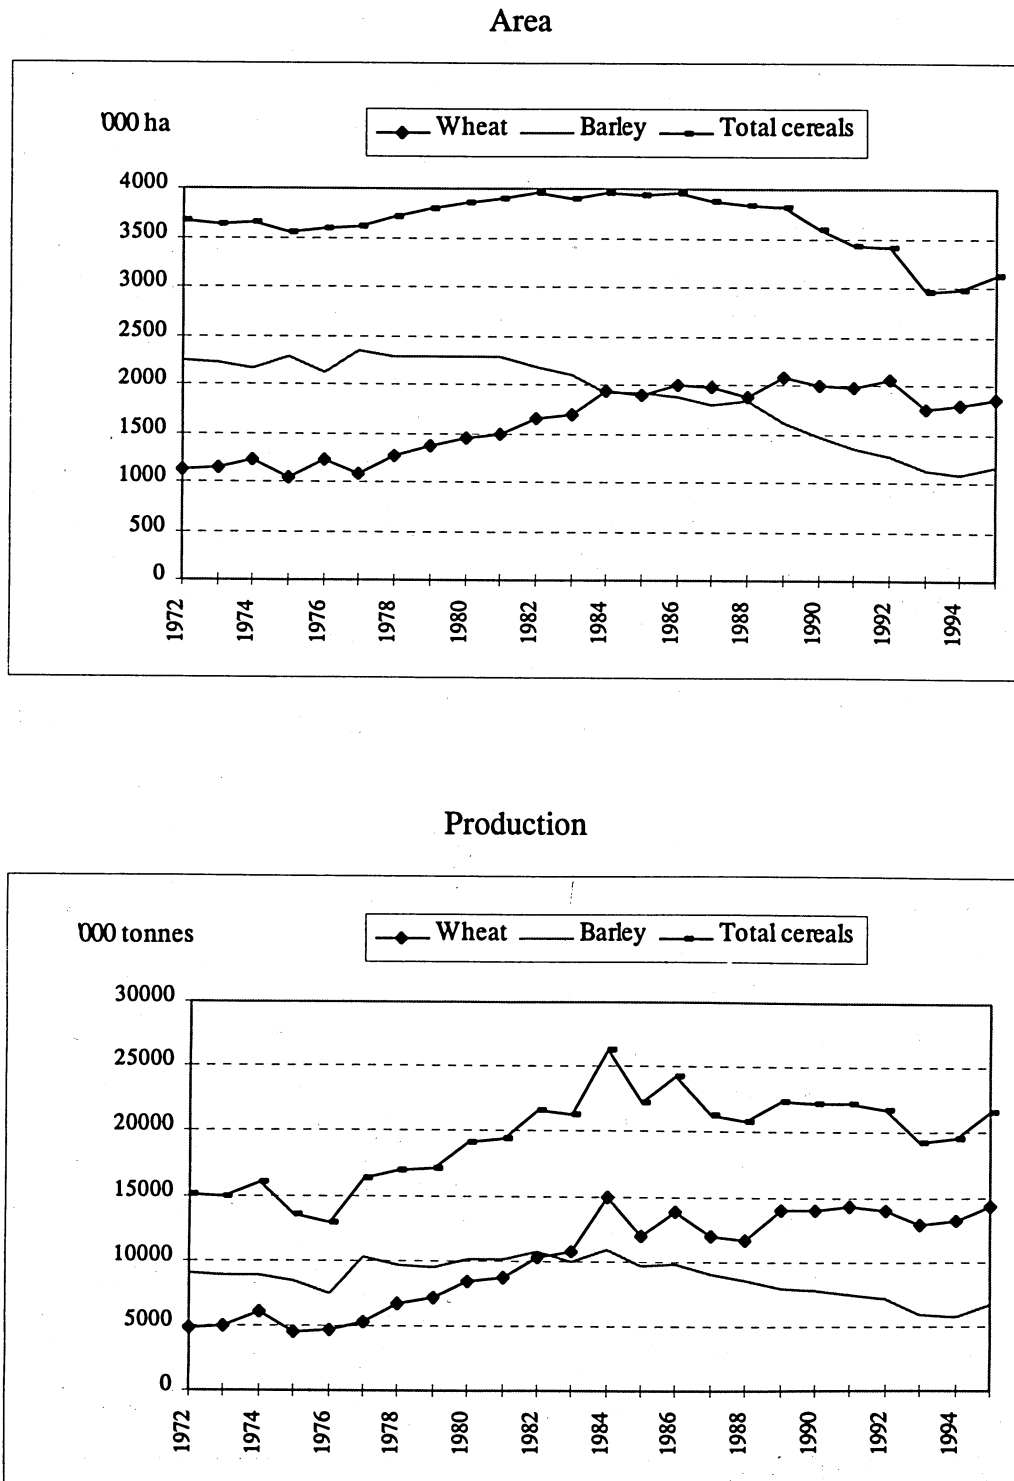 Area
'000 ha
Wheat Barley Total cereals
4000
3500
3000
2500
2000
1500
1000
500
0
1972 1974 1976 1978 1980 1982 1984 1986 1988 1990 1992 1994
Production
'000 tonnes
Wheat Barley Total cereals
30000
25000
20000
15000
10000
5000
0
1972 1974 1976 1978 1980 1982 1984 1986 1988 1990 1992 1994